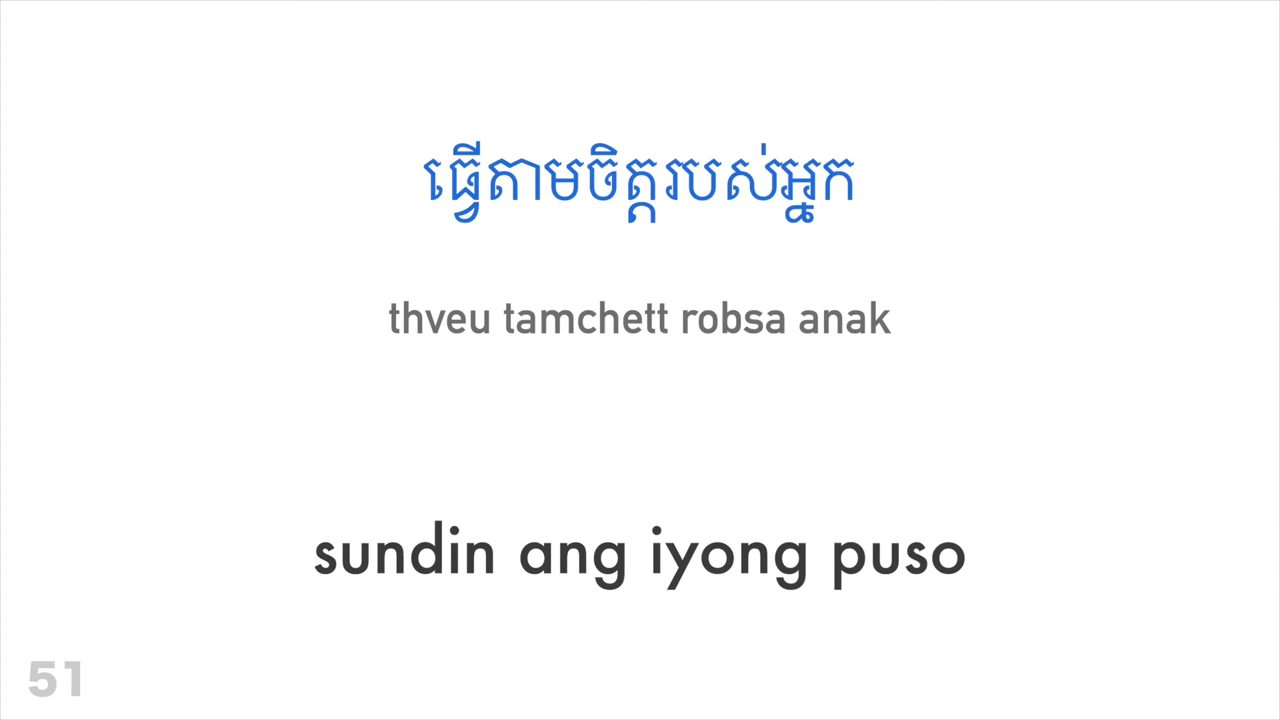 ធ្វើតាមចិត្តរបស់អ្នក
thveu tamchett robsa anak
sundin ang iyong puso
51